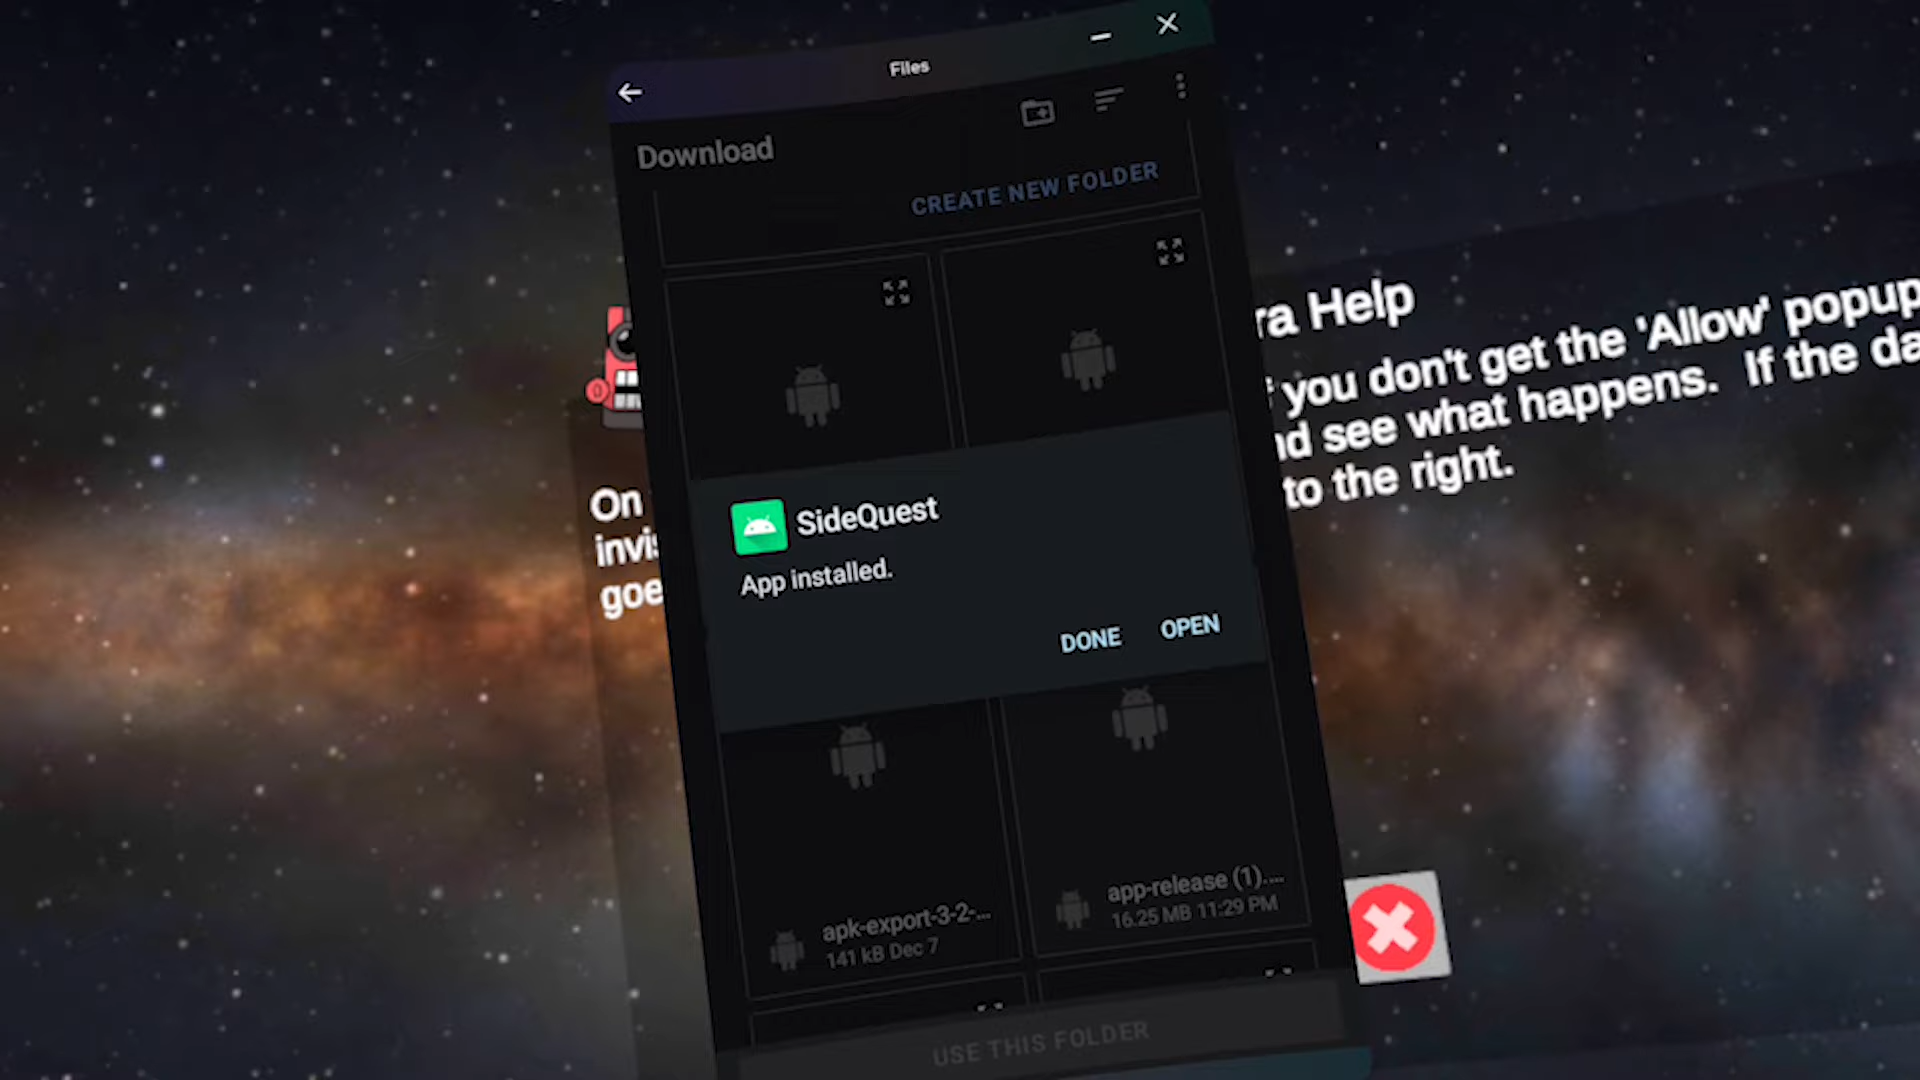 Files
Download
CREATE NEW FOLDER
ra Help
you don't get the 'Allow' popup
nd see what happens. If the da
to the right.
On
invis
goe
SideQuest
App installed.
DONE OPEN
apk-export-3-2-...
141 kB Dec 7
app-release (1)....
16.25 MB 11:29 PM
USE THIS FOLDER